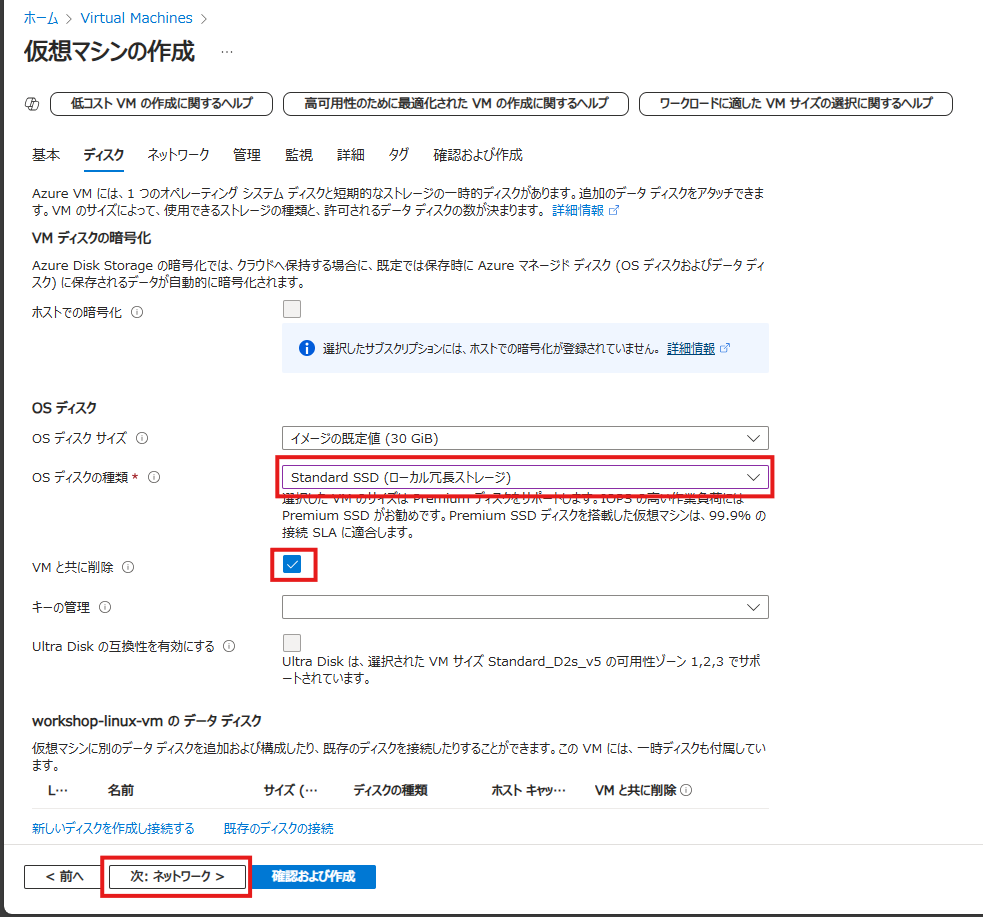 ホーム > Virtual Machines >
仮想マシンの作成 ...
低コスト VM の作成に関するヘルプ 高可用性のために最適化された VM の作成に関するヘルプ ワークロードに適した VM サイズの選択に関するヘルプ
基本 ディスク ネットワーク 管理 監視 詳細 タグ 確認および作成
Azure VM には、1 つのオペレーティング システム ディスクと短期的なストレージの一時的ディスクがあります。追加のデータ ディスクをアタッチできま
す。VM のサイズによって、使用できるストレージの種類と、許可されるデータ ディスクの数が決まります。 詳細情報
VM ディスクの暗号化
Azure Disk Storage の暗号化では、クラウドへ保持する場合に、既定では保存時に Azure マネージド ディスク (OS ディスクおよびデータ ディ
スク) に保存されるデータが自動的に暗号化されます。
ホストでの暗号化
選択したサブスクリプションには、ホストでの暗号化が登録されていません。 詳細情報
OS ディスク
OS ディスク サイズ イメージの既定値 (30 GiB)
OS ディスクの種類 * Standard SSD (ローカル冗長ストレージ)
選択した VM のサイズは Premium ディスクをサポートします。IOPS の高い作業負荷には
Premium SSD がお勧めです。Premium SSD ディスクを搭載した仮想マシンは、99.9% の
接続 SLA に適合します。
VM と共に削除
キーの管理
Ultra Disk の互換性を有効にする
Ultra Disk は、選択された VM サイズ Standard_D2s_v5 の可用性ゾーン 1,2,3 でサポ
ートされています。
workshop-linux-vm の データ ディスク
仮想マシンに別のデータ ディスクを追加および構成したり、既存のディスクを接続したりすることができます。この VM には、一時ディスクも付属してい
ます。
L… 名前 サイズ (… ディスクの種類 ホスト キャッ… VM と共に削除
新しいディスクを作成し接続する 既存のディスクの接続
< 前へ 次: ネットワーク > 確認および作成